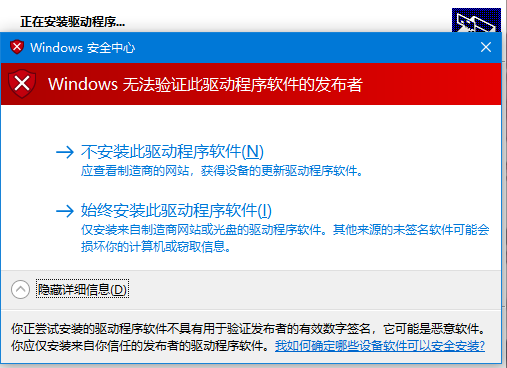 正在安装驱动程序...
Windows 安全中心
Windows 无法验证此驱动程序软件的发布者
不安装此驱动程序软件(N)
应查看制造商的网站，获得设备的更新驱动程序软件。
始终安装此驱动程序软件(I)
仅安装来自制造商网站或光盘的驱动程序软件。其他来源的未签名软件可能会
损坏你的计算机或窃取信息。
隐藏详细信息(D)
你正尝试安装的驱动程序软件不具有用于验证发布者的有效数字签名，它可能是恶意软件。
你应仅安装来自你信任的发布者的驱动程序软件。我如何确定哪些设备软件可以安全安装?